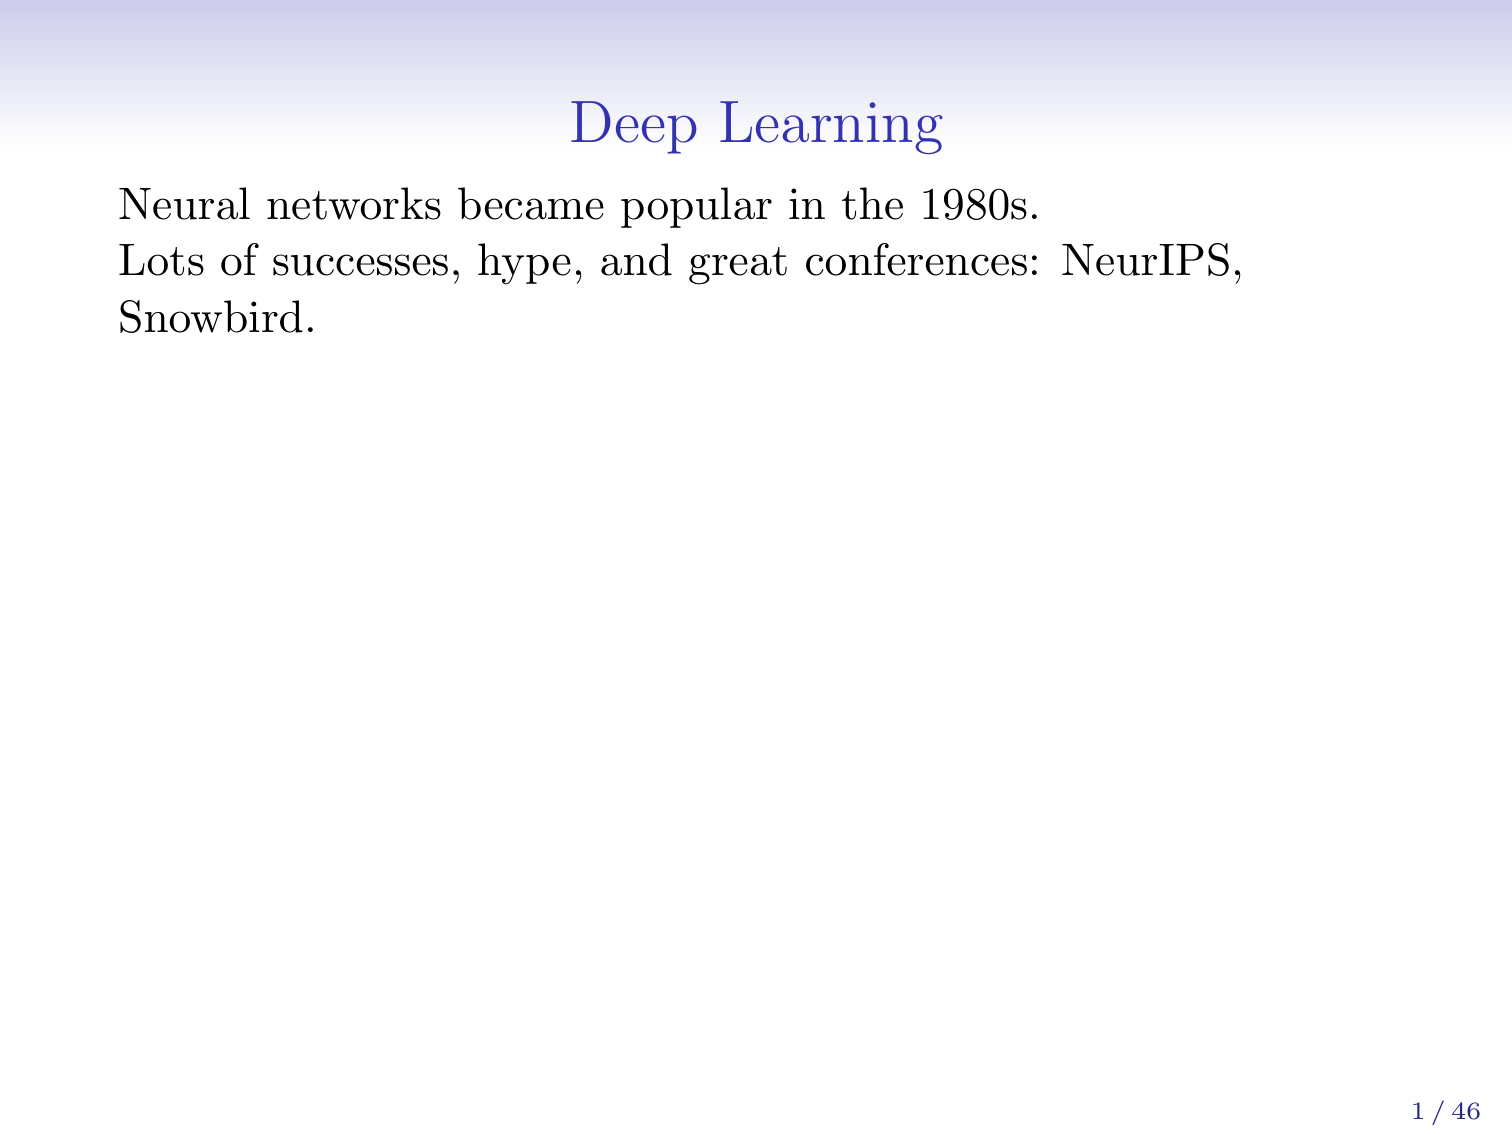 Deep Learning
Neural networks became popular in the 1980s.
Lots of successes, hype, and great conferences: NeurIPS,
Snowbird.
1 / 46